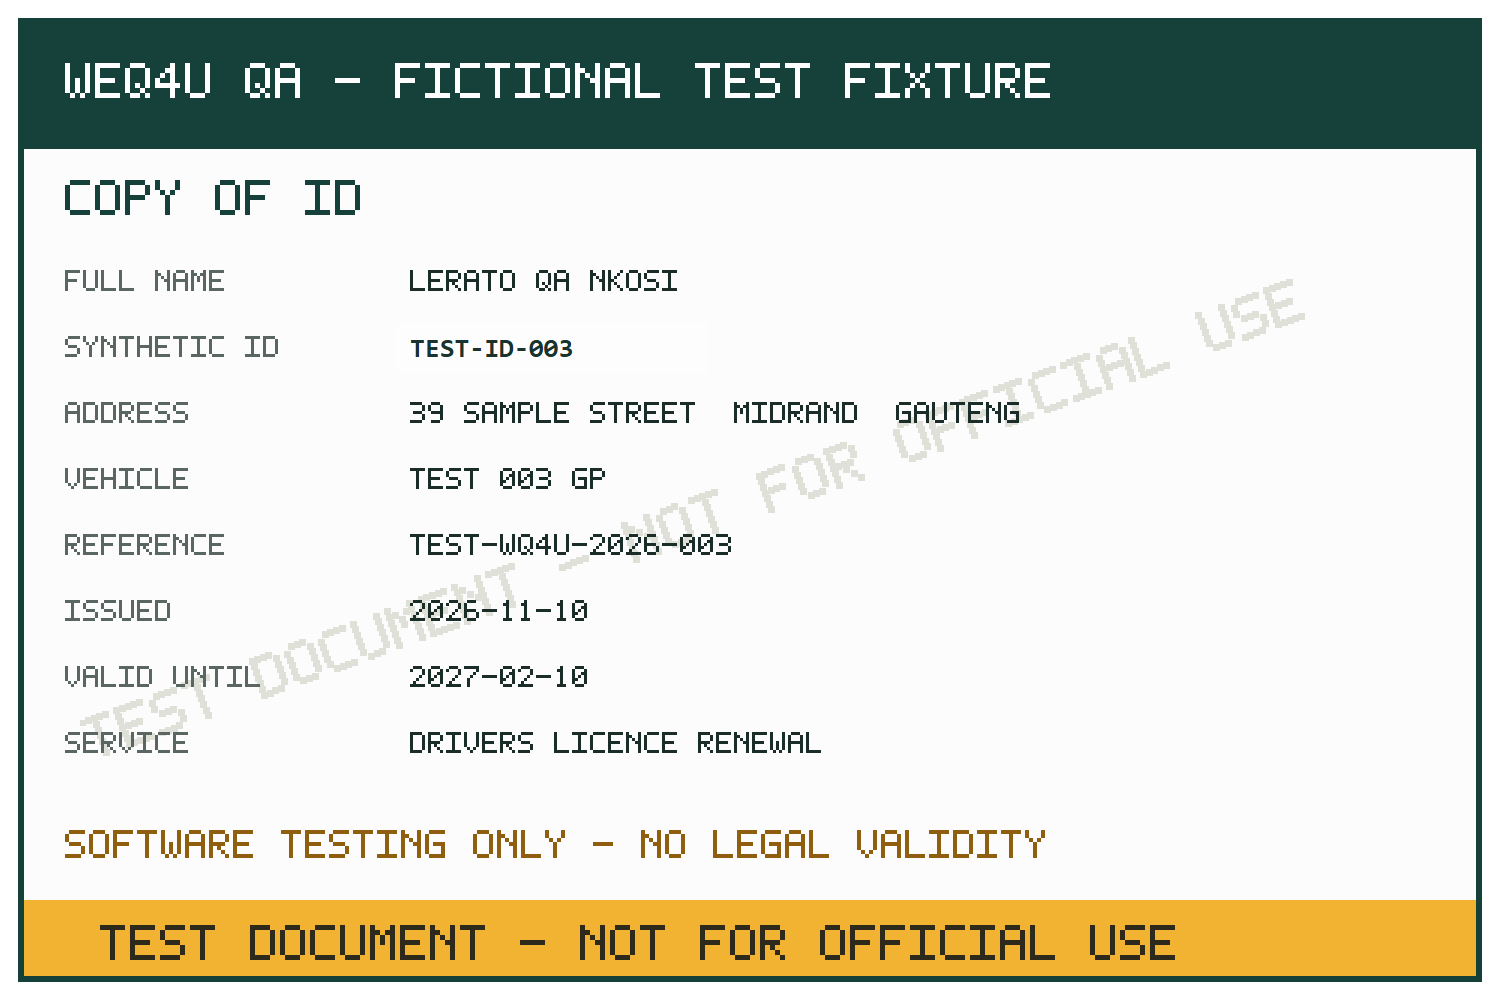 WEQ4U QA - FICTIONAL TEST FIXTURE
COPY OF ID
FULL NAME LERATO QA NKOSI
SYNTHETIC ID TEST-ID-003
ADDRESS 39 SAMPLE STREET MIDRAND GAUTENG
VEHICLE TEST 003 GP
REFERENCE TEST-WQ4U-2026-003
ISSUED 2026-11-10
VALID UNTIL 2027-02-10
SERVICE DRIVERS LICENCE RENEWAL
TEST DOCUMENT - NOT FOR OFFICIAL USE
SOFTWARE TESTING ONLY - NO LEGAL VALIDITY
TEST DOCUMENT - NOT FOR OFFICIAL USE